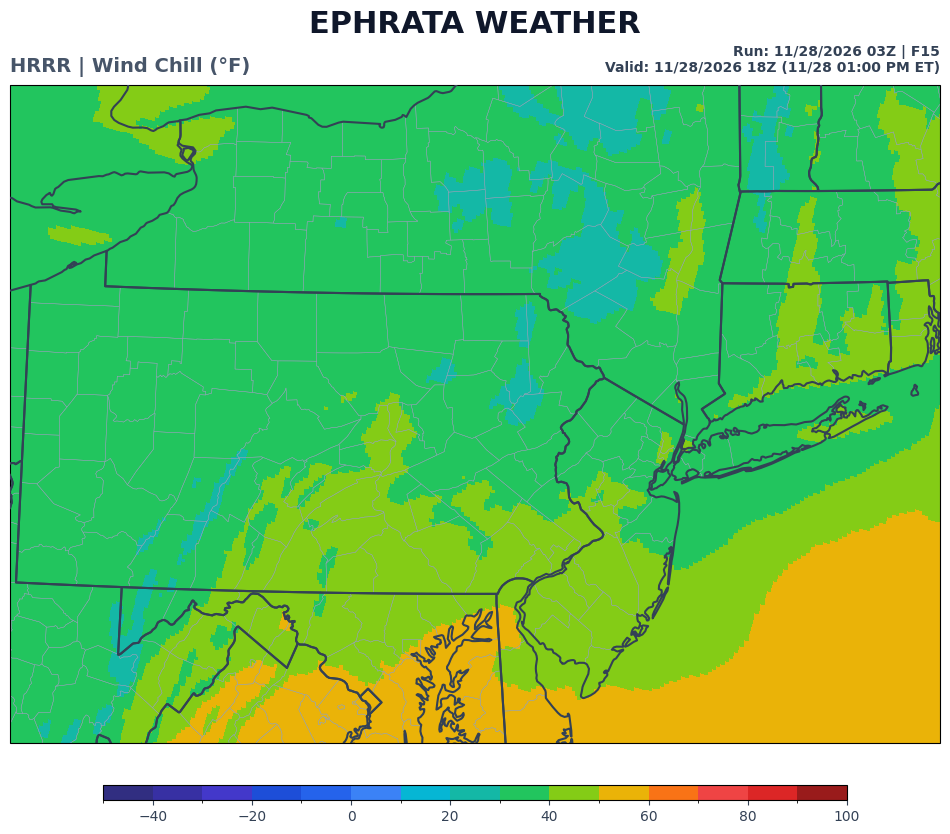 EPHRATA WEATHER
HRRR | Wind Chill (°F)
Run: 11/28/2026 03Z | F15
Valid: 11/28/2026 18Z (11/28 01:00 PM ET)
−40 −20 0 20 40 60 80 100